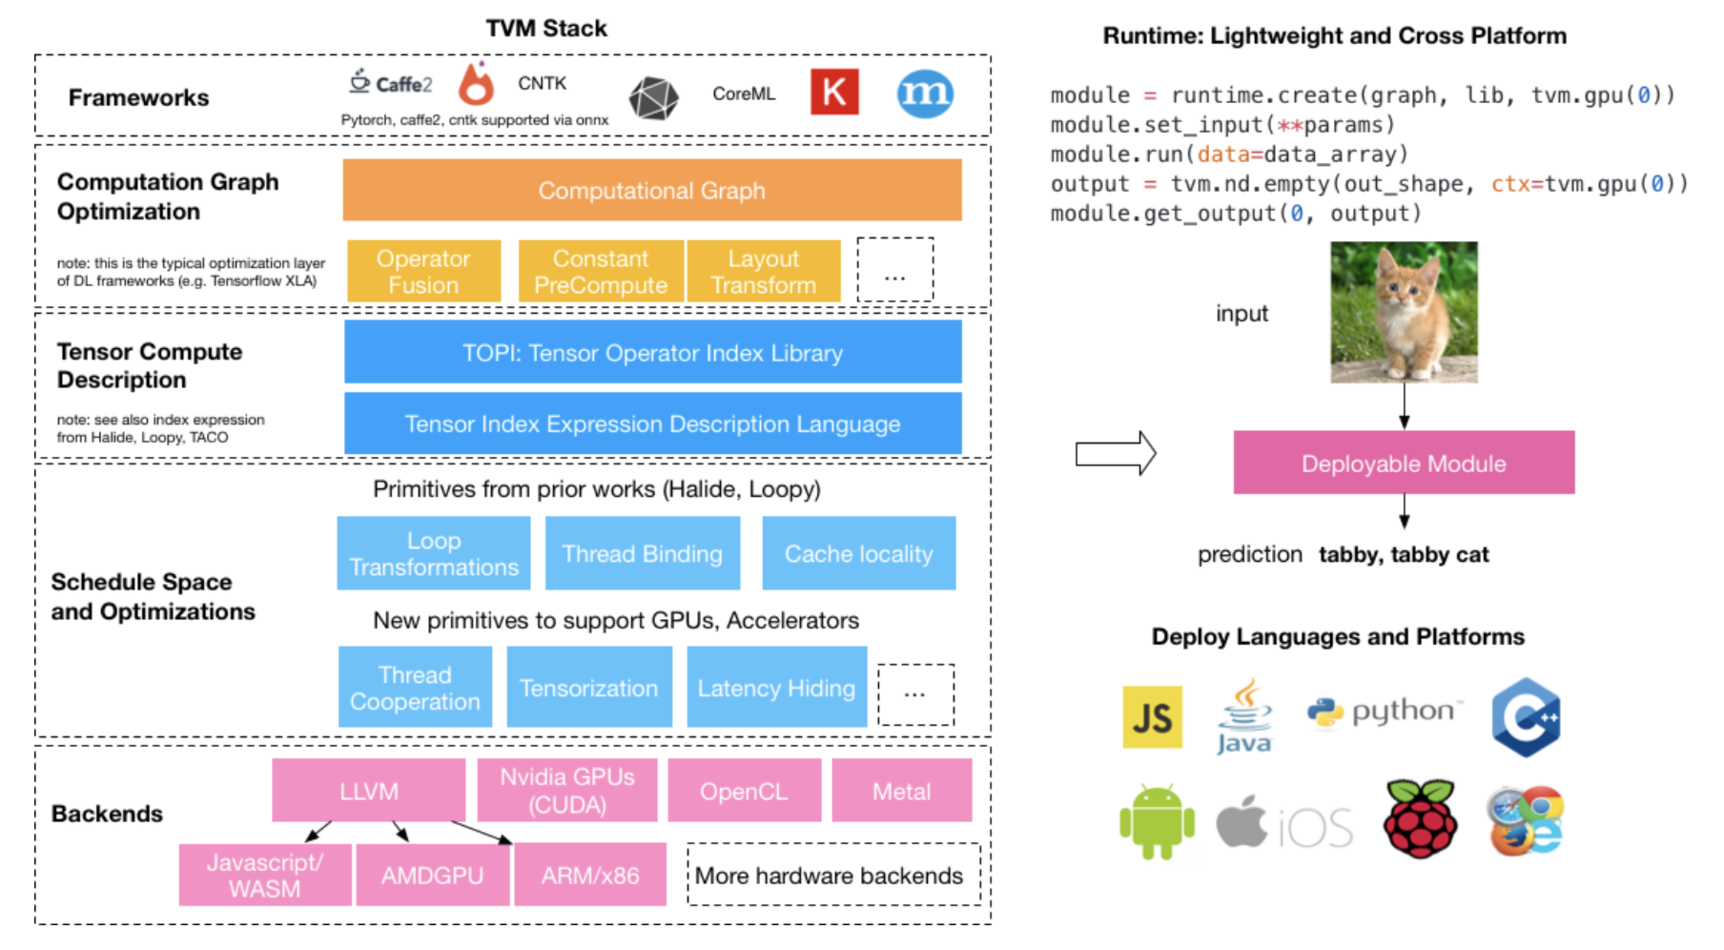 TVM Stack
Frameworks
Caffe2
CNTK
CoreML
K
m
Pytorch, caffe2, cntk supported via onnx
Computation Graph
Optimization
note: this is the typical optimization layer
of DL frameworks (e.g. Tensorflow XLA)
Computational Graph
Operator
Fusion
Constant
PreCompute
Layout
Transform
...
Tensor Compute
Description
note: see also index expression
from Halide, Loopy, TACO
TOPI: Tensor Operator Index Library
Tensor Index Expression Description Language
Schedule Space
and Optimizations
Primitives from prior works (Halide, Loopy)
Loop
Transformations
Thread Binding
Cache locality
New primitives to support GPUs, Accelerators
Thread
Cooperation
Tensorization
Latency Hiding
...
Backends
LLVM
Nvidia GPUs
(CUDA)
OpenCL
Metal
Javascript/
WASM
AMDGPU
ARM/x86
More hardware backends
Runtime: Lightweight and Cross Platform
module = runtime.create(graph, lib, tvm.gpu(0))
module.set_input(**params)
module.run(data=data_array)
output = tvm.nd.empty(out_shape, ctx=tvm.gpu(0))
module.get_output(0, output)
input
Deployable Module
prediction tabby, tabby cat
Deploy Languages and Platforms
JS
Java
python™
C++
iOS